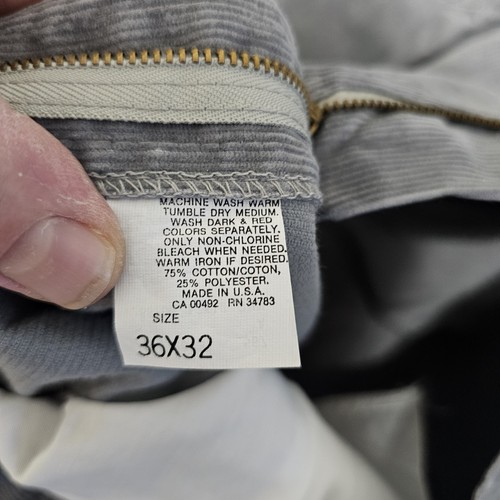 MACHINE WASH WARM
TUMBLE DRY MEDIUM.
WASH DARK & RED
COLORS SEPARATELY.
ONLY NON-CHLORINE
BLEACH WHEN NEEDED.
WARM IRON IF DESIRED.
75% COTTON/COTON,
25% POLYESTER.
MADE IN U.S.A.
CA 00492 RN 34783
SIZE
36X32